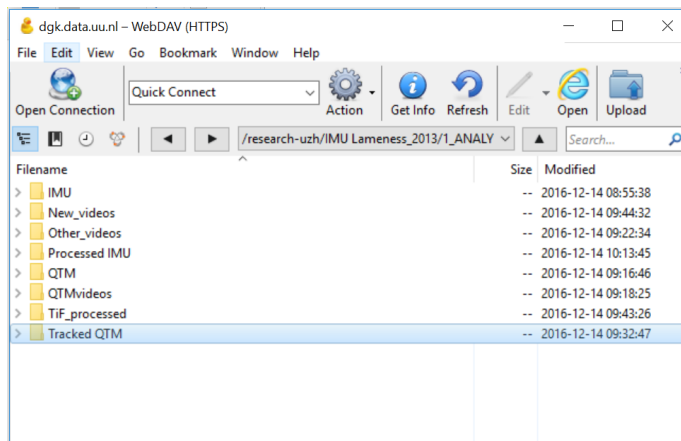 dgk.data.uu.nl – WebDAV (HTTPS)
File Edit View Go Bookmark Window Help
Open Connection Quick Connect Action Get Info Refresh Edit Open Upload
/research-uzh/IMU Lameness_2013/1_ANALY Search...
Filename Size Modified
IMU -- 2016-12-14 08:55:38
New_videos -- 2016-12-14 09:44:32
Other_videos -- 2016-12-14 09:22:34
Processed IMU -- 2016-12-14 10:13:45
QTM -- 2016-12-14 09:16:46
QTMvideos -- 2016-12-14 09:18:25
TiF_processed -- 2016-12-14 09:43:26
Tracked QTM -- 2016-12-14 09:32:47